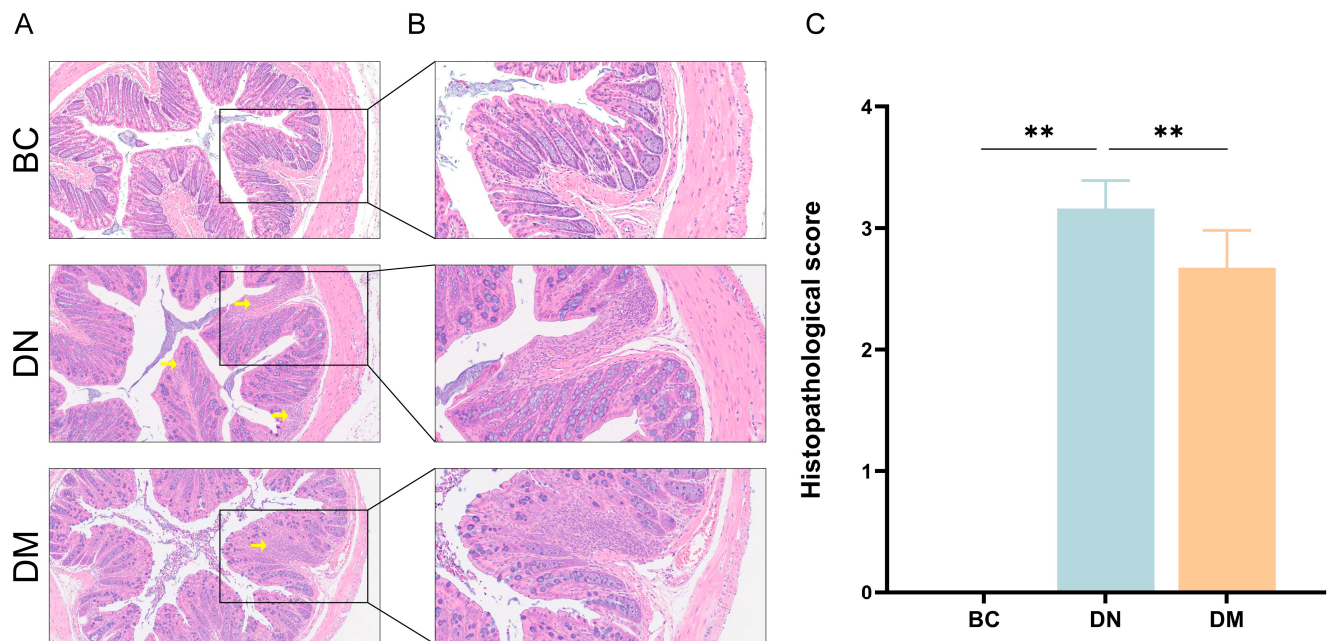 A
B
C
BC
DN
DM
Histopathological score
4
3
2
1
0
**
**
BC
DN
DM